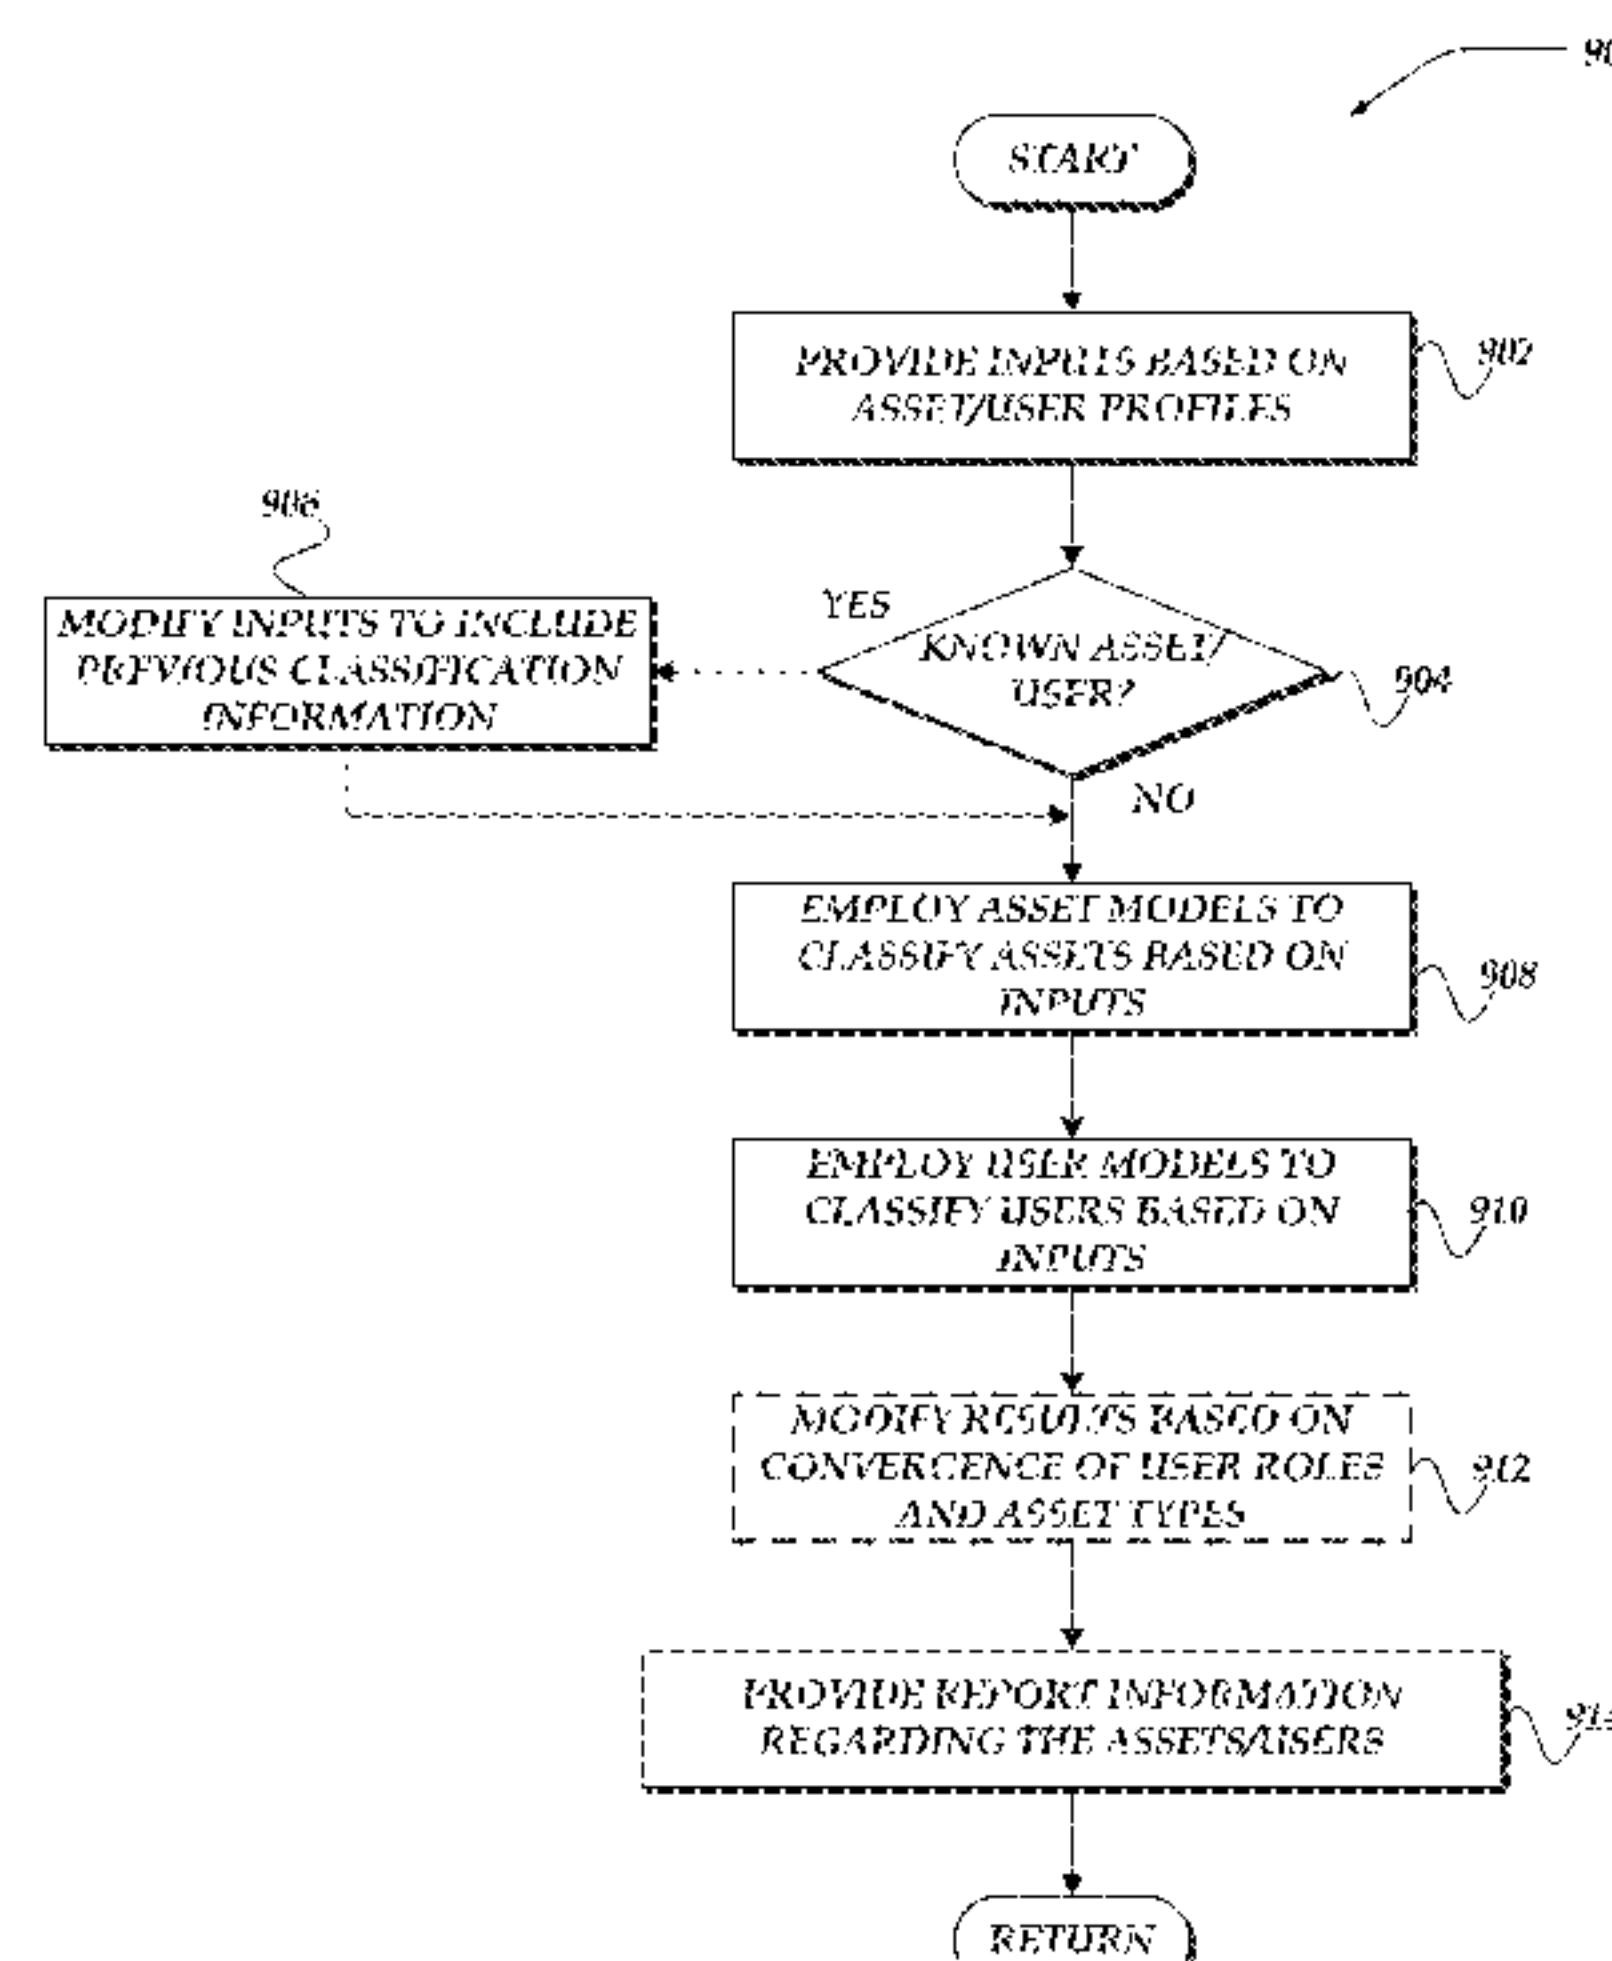 90
START
PROVIDE INPUTS BASED ON
ASSET/USER PROFILES
902
906
MODIFY INPUTS TO INCLUDE
PREVIOUS CLASSIFICATION
INFORMATION
YES
KNOWN ASSET/
USER?
904
NO
EMPLOY ASSET MODELS TO
CLASSIFY ASSETS BASED ON
INPUTS
908
EMPLOY USER MODELS TO
CLASSIFY USERS BASED ON
INPUTS
910
MODIFY RESULTS BASED ON
CONVERGENCE OF USER ROLES
AND ASSET TYPES
912
PROVIDE REPORT INFORMATION
REGARDING THE ASSETS/USERS
914
RETURN